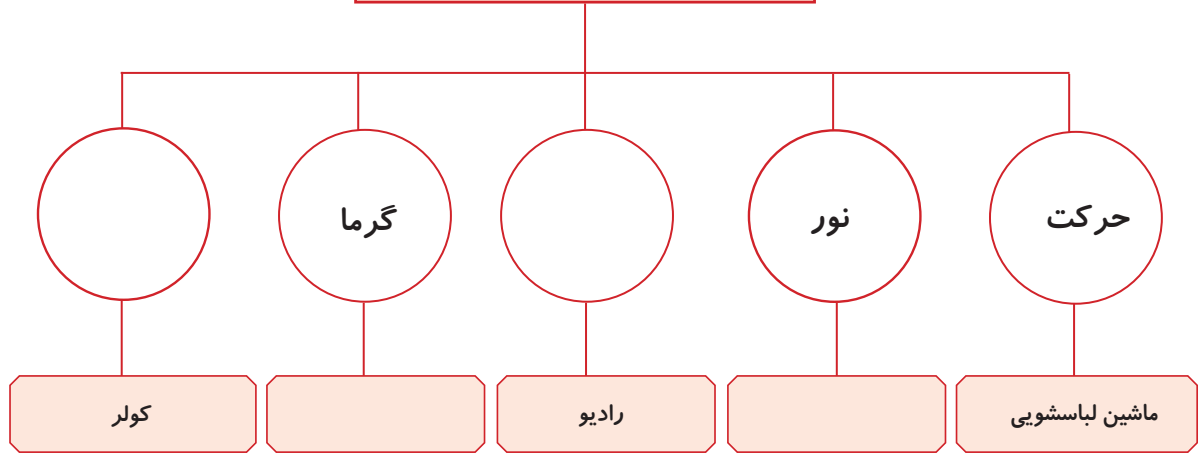 حرکت
نور
گرما
ماشین لباسشویی
رادیو
کولر